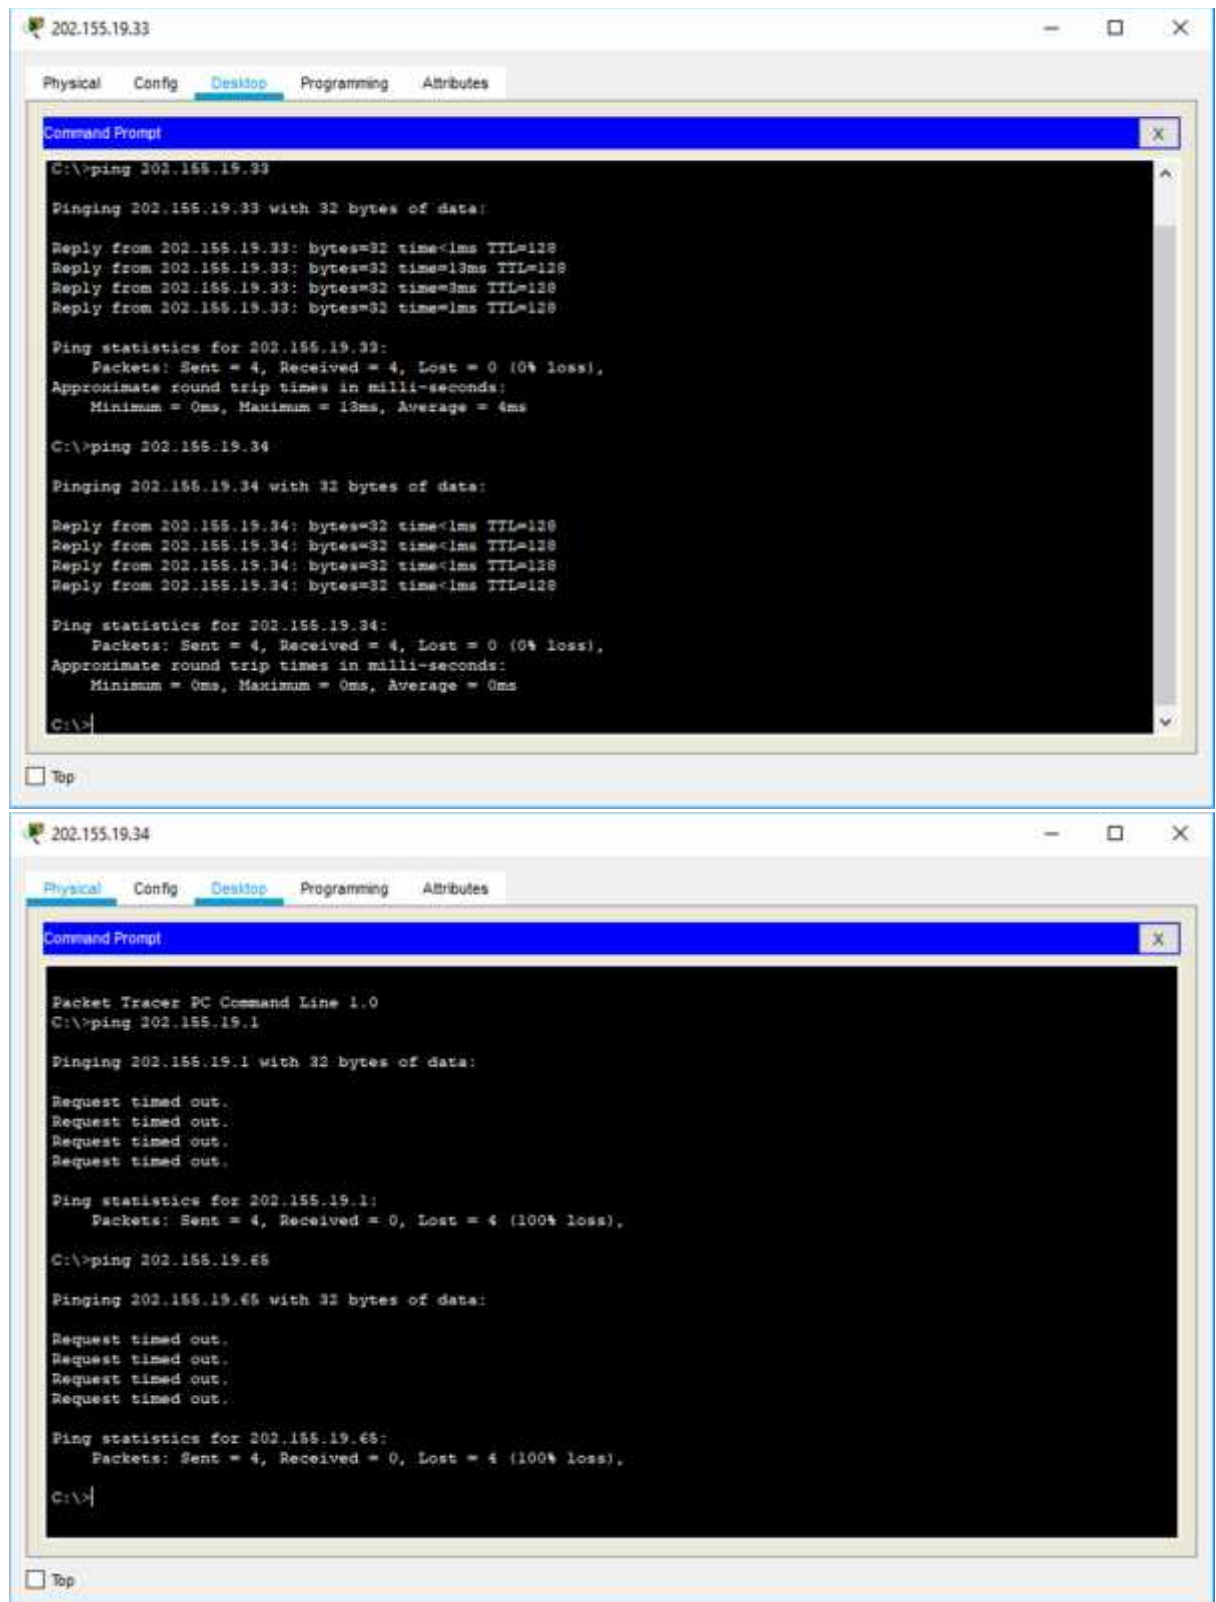 202.155.19.33
Physical Config Desktop Programming Attributes
Command Prompt X
C:\>ping 202.155.19.33
Pinging 202.155.19.33 with 32 bytes of data:
Reply from 202.155.19.33: bytes=32 time<1ms TTL=128
Reply from 202.155.19.33: bytes=32 time=13ms TTL=128
Reply from 202.155.19.33: bytes=32 time=3ms TTL=128
Reply from 202.155.19.33: bytes=32 time=1ms TTL=128
Ping statistics for 202.155.19.33:
Packets: Sent = 4, Received = 4, Lost = 0 (0% loss),
Approximate round trip times in milli-seconds:
Minimum = 0ms, Maximum = 13ms, Average = 4ms
C:\>ping 202.155.19.34
Pinging 202.155.19.34 with 32 bytes of data:
Reply from 202.155.19.34: bytes=32 time<1ms TTL=128
Reply from 202.155.19.34: bytes=32 time<1ms TTL=128
Reply from 202.155.19.34: bytes=32 time<1ms TTL=128
Reply from 202.155.19.34: bytes=32 time<1ms TTL=128
Ping statistics for 202.155.19.34:
Packets: Sent = 4, Received = 4, Lost = 0 (0% loss),
Approximate round trip times in milli-seconds:
Minimum = 0ms, Maximum = 0ms, Average = 0ms
C:\>
Top
202.155.19.34
Physical Config Desktop Programming Attributes
Command Prompt X
Packet Tracer PC Command Line 1.0
C:\>ping 202.155.19.1
Pinging 202.155.19.1 with 32 bytes of data:
Request timed out.
Request timed out.
Request timed out.
Request timed out.
Ping statistics for 202.155.19.1:
Packets: Sent = 4, Received = 0, Lost = 4 (100% loss),
C:\>ping 202.155.19.65
Pinging 202.155.19.65 with 32 bytes of data:
Request timed out.
Request timed out.
Request timed out.
Request timed out.
Ping statistics for 202.155.19.65:
Packets: Sent = 4, Received = 0, Lost = 4 (100% loss),
C:\>
Top